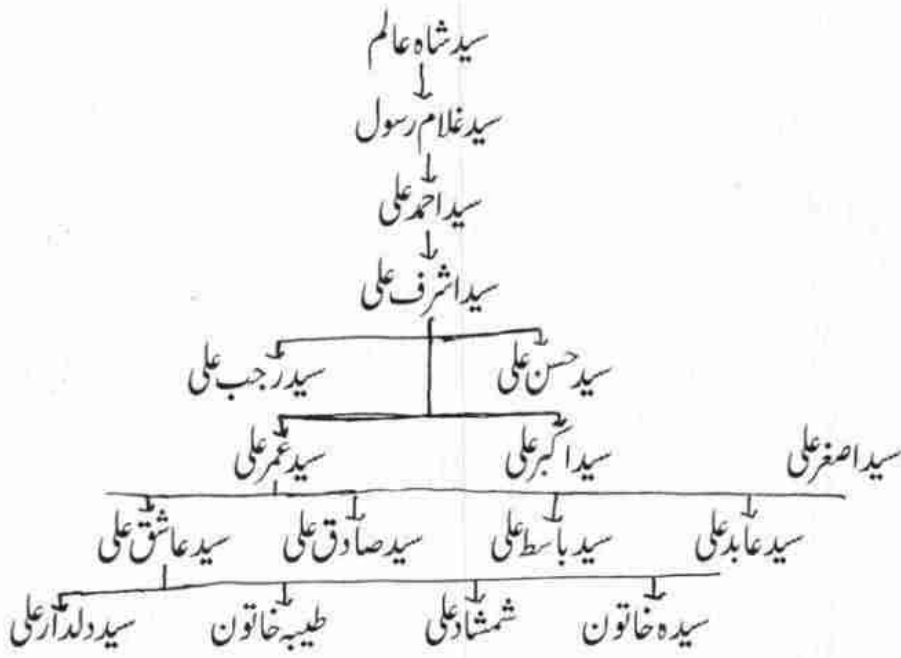 سید شاہ عالم
سید غلام رسول
سید احمد علی
سید اشرف علی
سید حسن علی سید رجب علی
سید اصغر علی سید اکبر علی سید عمر علی
سید عابد علی سید باسط علی سید صادق علی سید عاشق علی
سیدہ خاتون شمشاد علی طیبہ خاتون سید دلدار علی